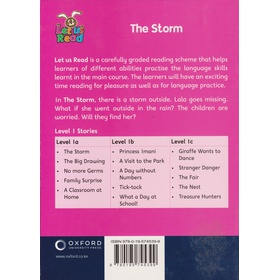 Let us
Read
The Storm
Let us Read is a carefully graded reading scheme that helps
learners of different abilities practise the language skills
learnt in the main course. The learners will have an exciting
time reading for pleasure as well as for language practice.
In The Storm, there is a storm outside. Lala goes missing.
What if she went outside in the rain? The children are
worried. Will they find her?
Level 1 Stories
Level 1a
• The Storm
• The Big Drawing
• No more Germs
• Family Surprise
• A Classroom at Home
Level 1b
• Princess Imani
• A Visit to the Park
• A Day without Numbers
• Tick-tock
• What a Day at School!
Level 1c
• Giraffe Wants to Dance
• Stranger Danger
• The Fair
• The Nest
• Treasure Hunters
OXFORD
UNIVERSITY PRESS
www.oxford.co.ke